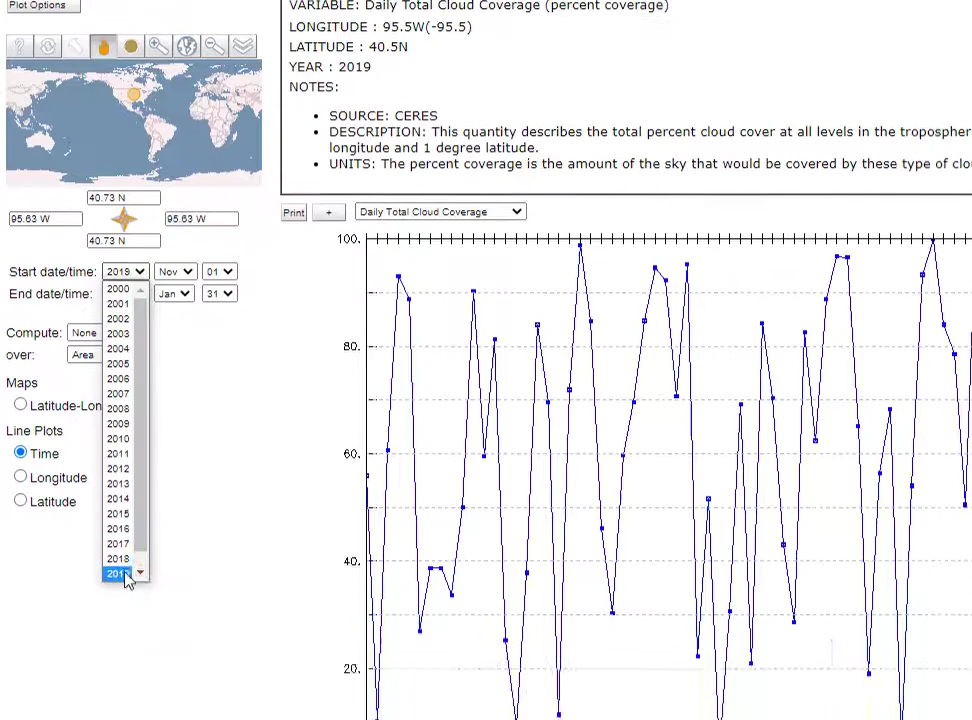 Plot Options
VARIABLE: Daily Total Cloud Coverage (percent coverage)
LONGITUDE : 95.5W(-95.5)
LATITUDE : 40.5N
YEAR : 2019
NOTES:
• SOURCE: CERES
• DESCRIPTION: This quantity describes the total percent cloud cover at all levels in the tropospher
longitude and 1 degree latitude.
• UNITS: The percent coverage is the amount of the sky that would be covered by these type of clo
40.73 N
95.63 W 95.63 W
40.73 N
Print + Daily Total Cloud Coverage
Start date/time: 2019 Nov 01
End date/time: Jan 31
Compute: None
over: Area
Maps
Latitude-Lon
Line Plots
Time
Longitude
Latitude
2000
2001
2002
2003
2004
2005
2006
2007
2008
2009
2010
2011
2012
2013
2014
2015
2016
2017
2018
100.
80.
60.
40.
20.